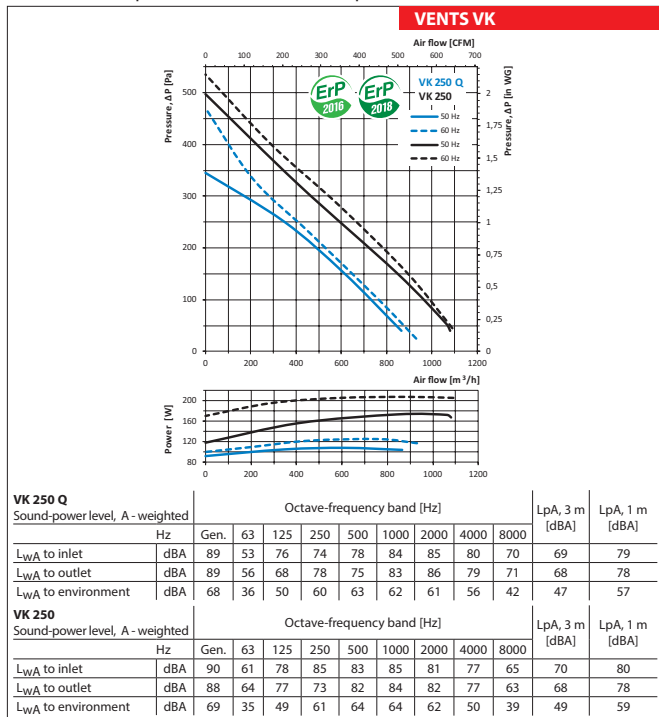 VENTS VK
Air flow [CFM]
0 100 200 300 400 500 600 700
Pressure, ΔP [Pa]
500
400
300
200
100
0
ErP
2016
ErP
2018
VK 250 Q
VK 250
50 Hz
60 Hz
50 Hz
60 Hz
Pressure, ΔP [in WG]
2
1,75
1,5
1,25
1
0,75
0,5
0,25
0
0 200 400 600 800 1000 1200
Air flow [m³/h]
Power [W]
200
160
120
80
0 200 400 600 800 1000 1200
VK 250 Q
Sound-power level, A - weighted
Octave-frequency band [Hz]
LpA, 3 m
[dBA]
LpA, 1 m
[dBA]
Hz Gen. 63 125 250 500 1000 2000 4000 8000
LWA to inlet dBA 89 53 76 74 78 84 85 80 70 69 79
LWA to outlet dBA 89 56 68 78 75 83 86 79 71 68 78
LWA to environment dBA 68 36 50 60 63 62 61 56 42 47 57
VK 250
Sound-power level, A - weighted
Octave-frequency band [Hz]
LpA, 3 m
[dBA]
LpA, 1 m
[dBA]
Hz Gen. 63 125 250 500 1000 2000 4000 8000
LWA to inlet dBA 90 61 78 85 83 85 81 77 65 70 80
LWA to outlet dBA 88 64 77 73 82 84 82 77 63 68 78
LWA to environment dBA 69 35 49 61 64 64 62 50 39 49 59